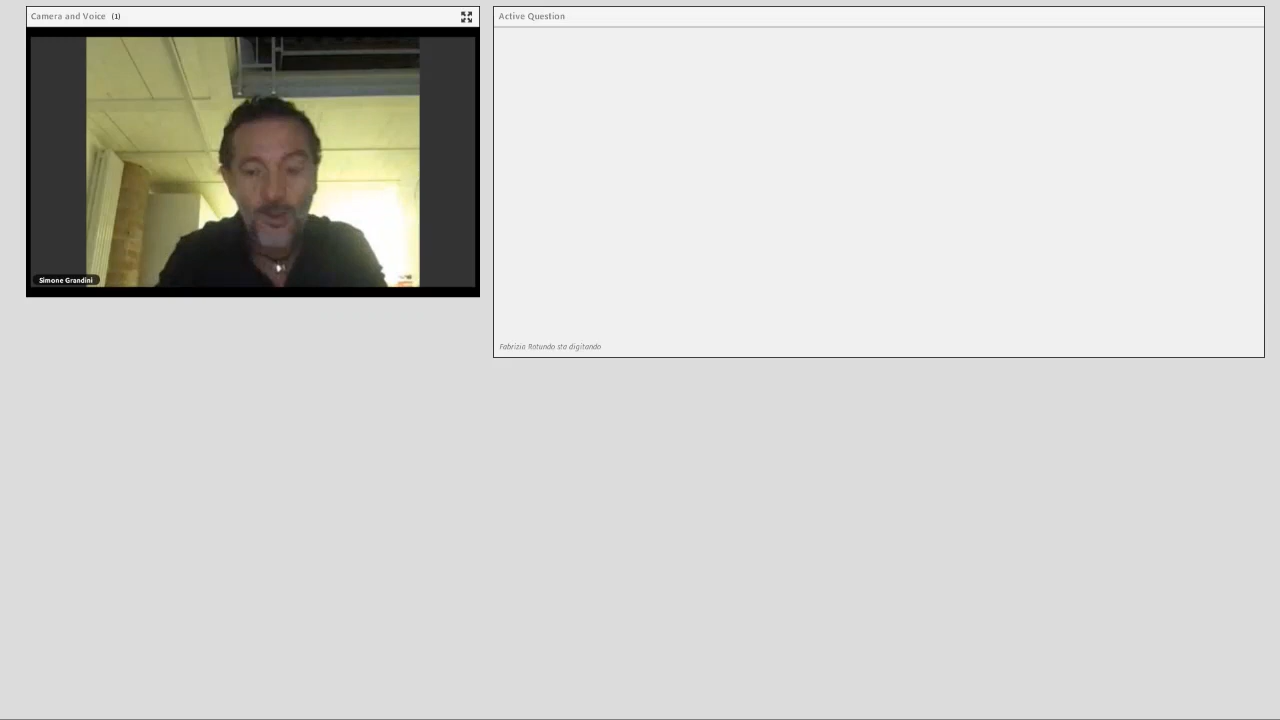 Camera and Voice (1)
Simone Grandini
Active Question
Fabrizio Rotundo sta digitando